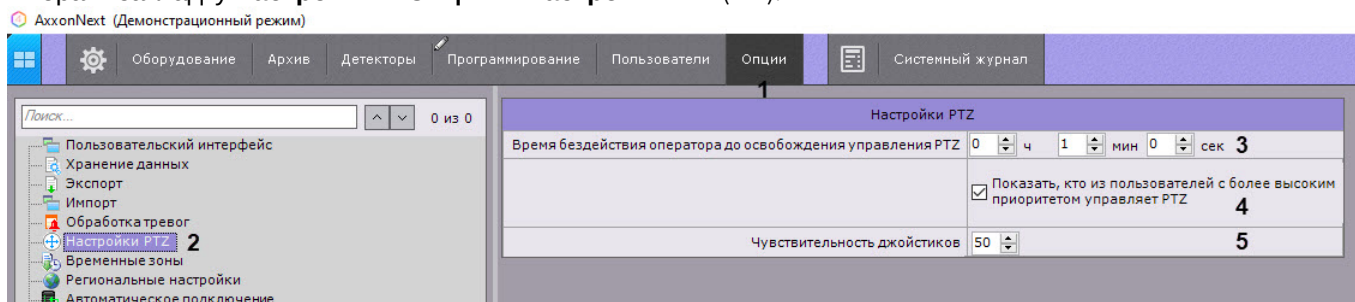 AxxonNext (Демонстрационный режим)
Оборудование Архив Детекторы Программирование Пользователи Опции Системный журнал
1
Поиск... 0 из 0
Пользовательский интерфейс
Хранение данных
Экспорт
Импорт
Обработка тревог
Настройки PTZ 2
Временные зоны
Региональные настройки
Автоматическое подключение
Настройки PTZ
Время бездействия оператора до освобождения управления PTZ 0 ч 1 мин 0 сек 3
Показать, кто из пользователей с более высоким
приоритетом управляет PTZ
4
Чувствительность джойстиков 50 5